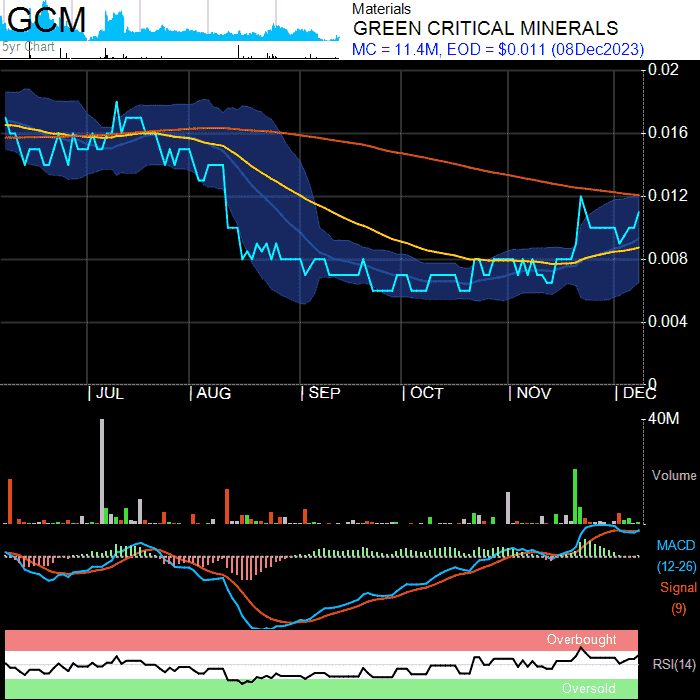 GCM
5yr Chart
Materials
GREEN CRITICAL MINERALS
MC = 11.4M, EOD = $0.011 (08Dec2023)
0.02
0.016
0.012
0.008
0.004
0
JUL AUG SEP OCT NOV DEC
40M
Volume
MACD
(12-26)
Signal
(9)
Overbought
RSI(14)
Oversold